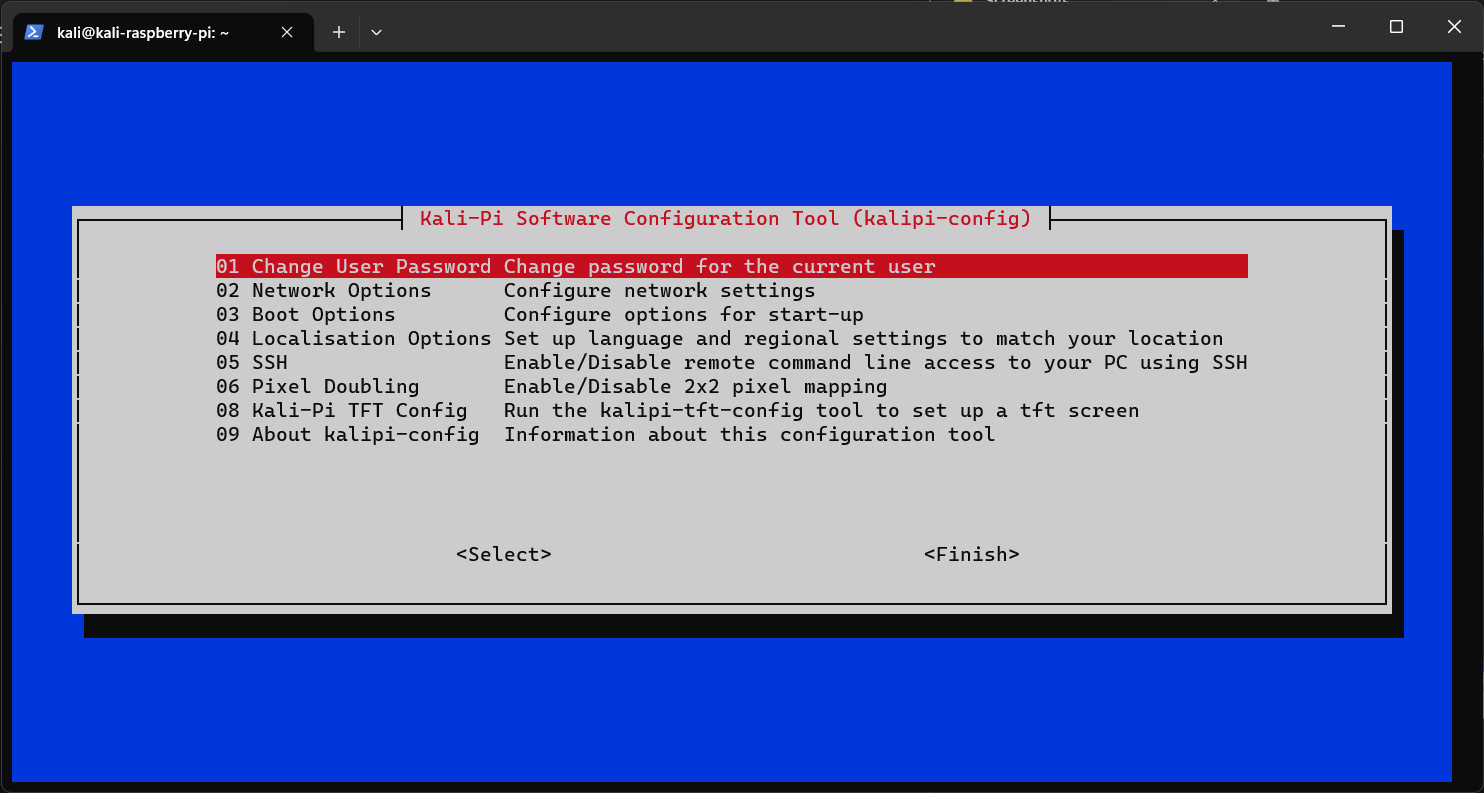 kali@kali-raspberry-pi: ~
Kali-Pi Software Configuration Tool (kalipi-config)
01 Change User Password Change password for the current user
02 Network Options Configure network settings
03 Boot Options Configure options for start-up
04 Localisation Options Set up language and regional settings to match your location
05 SSH Enable/Disable remote command line access to your PC using SSH
06 Pixel Doubling Enable/Disable 2x2 pixel mapping
08 Kali-Pi TFT Config Run the kalipi-tft-config tool to set up a tft screen
09 About kalipi-config Information about this configuration tool
<Select> <Finish>